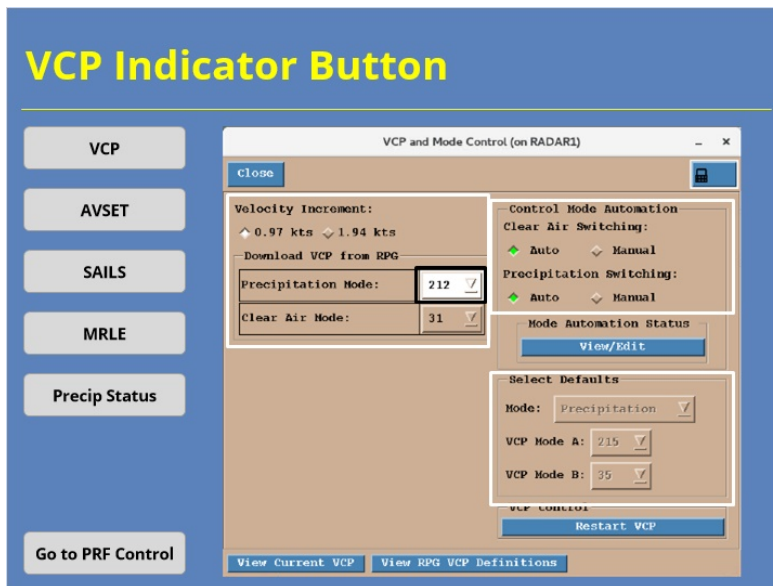 VCP Indicator Button
VCP
AVSET
SAILS
MRLE
Precip Status
Go to PRF Control
VCP and Mode Control (on RADAR1)
Close
Velocity Increment:
0.97 kts 1.94 kts
Download VCP from RPG
Precipitation Mode: 212
Clear Air Mode: 31
Control Mode Automation
Clear Air Switching:
Auto Manual
Precipitation Switching:
Auto Manual
Mode Automation Status
View/Edit
Select Defaults
Mode: Precipitation
VCP Mode A: 215
VCP Mode B: 35
VCP Control
Restart VCP
View Current VCP View RPG VCP Definitions